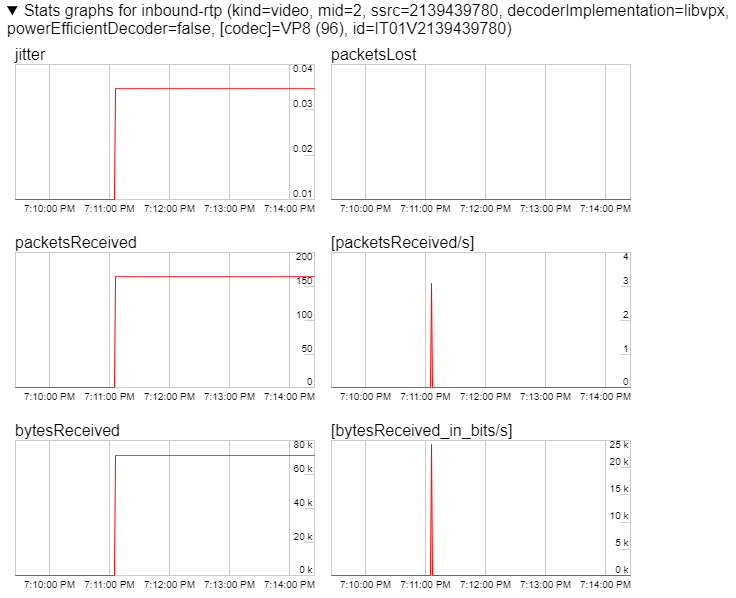 ▼ Stats graphs for inbound-rtp (kind=video, mid=2, ssrc=2139439780, decoderImplementation=libvpx,
powerEfficientDecoder=false, [codec]=VP8 (96), id=IT01V2139439780)
jitter packetsLost
0.04
0.03
0.02
0.01
7:10:00 PM 7:11:00 PM 7:12:00 PM 7:13:00 PM 7:14:00 PM 7:10:00 PM 7:11:00 PM 7:12:00 PM 7:13:00 PM 7:14:00 PM
packetsReceived [packetsReceived/s]
200 4
150 3
100 2
50 1
0 0
7:10:00 PM 7:11:00 PM 7:12:00 PM 7:13:00 PM 7:14:00 PM 7:10:00 PM 7:11:00 PM 7:12:00 PM 7:13:00 PM 7:14:00 PM
bytesReceived [bytesReceived_in_bits/s]
80 k 25 k
60 k 20 k
15 k
40 k 10 k
20 k 5 k
0 k 0 k
7:10:00 PM 7:11:00 PM 7:12:00 PM 7:13:00 PM 7:14:00 PM 7:10:00 PM 7:11:00 PM 7:12:00 PM 7:13:00 PM 7:14:00 PM